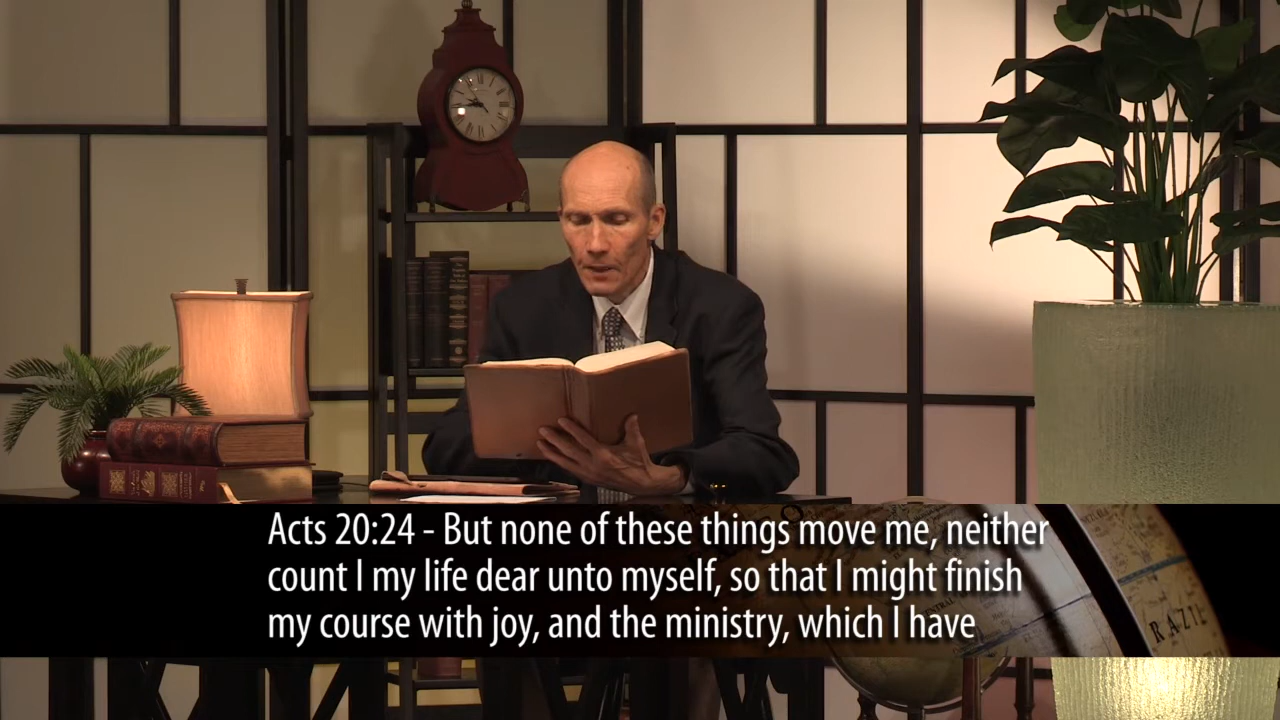 Acts 20:24 - But none of these things move me, neither
count I my life dear unto myself, so that I might finish
my course with joy, and the ministry, which I have